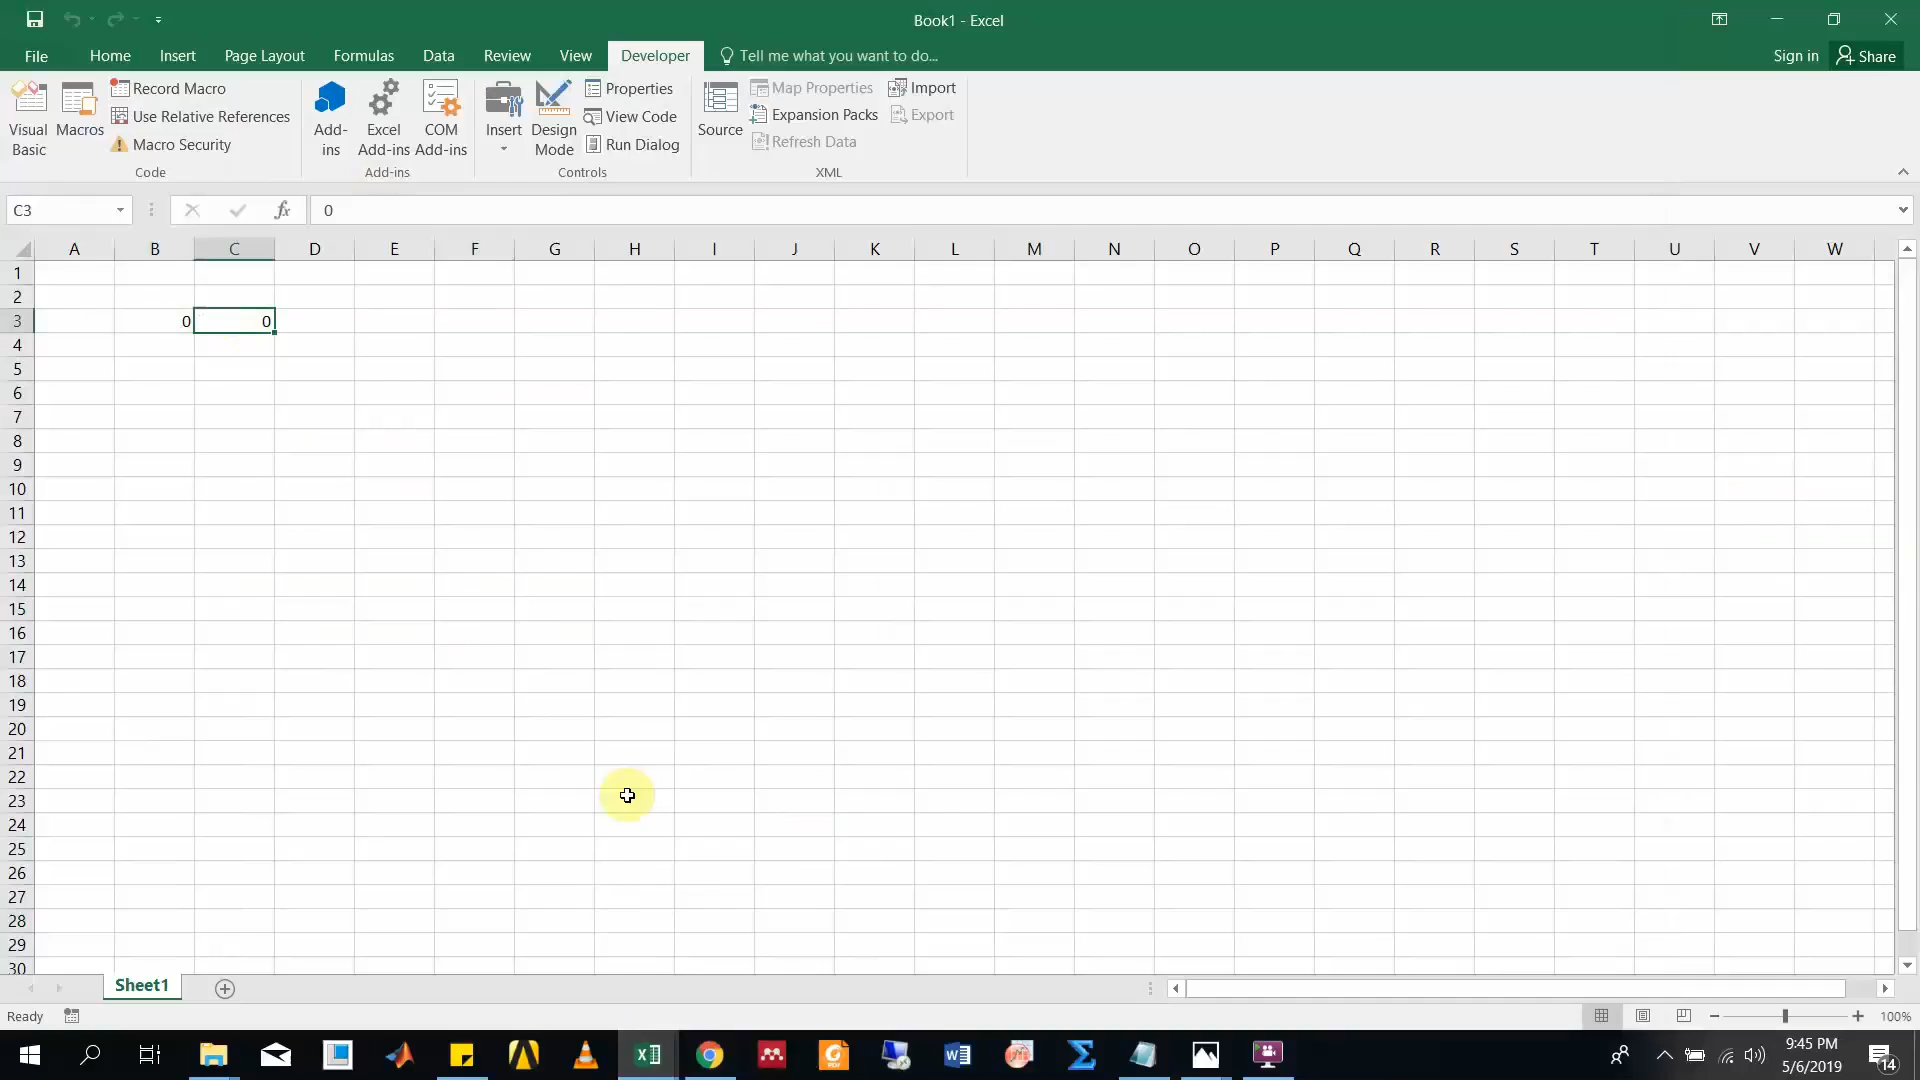 Book1 - Excel
File Home Insert Page Layout Formulas Data Review View Developer Tell me what you want to do... Sign in Share
Visual Basic
Macros
Record Macro
Use Relative References
Macro Security
Code
Add-ins
Excel Add-ins
COM Add-ins
Add-ins
Insert
Design Mode
Properties
View Code
Run Dialog
Controls
Source
Map Properties
Expansion Packs
Refresh Data
Import
Export
XML
C3 fx 0
A B C D E F G H I J K L M N O P Q R S T U V W
1
2
3 0 0
4
5
6
7
8
9
10
11
12
13
14
15
16
17
18
19
20
21
22
23
24
25
26
27
28
29
30
Sheet1
Ready 100%
9:45 PM
5/6/2019
14